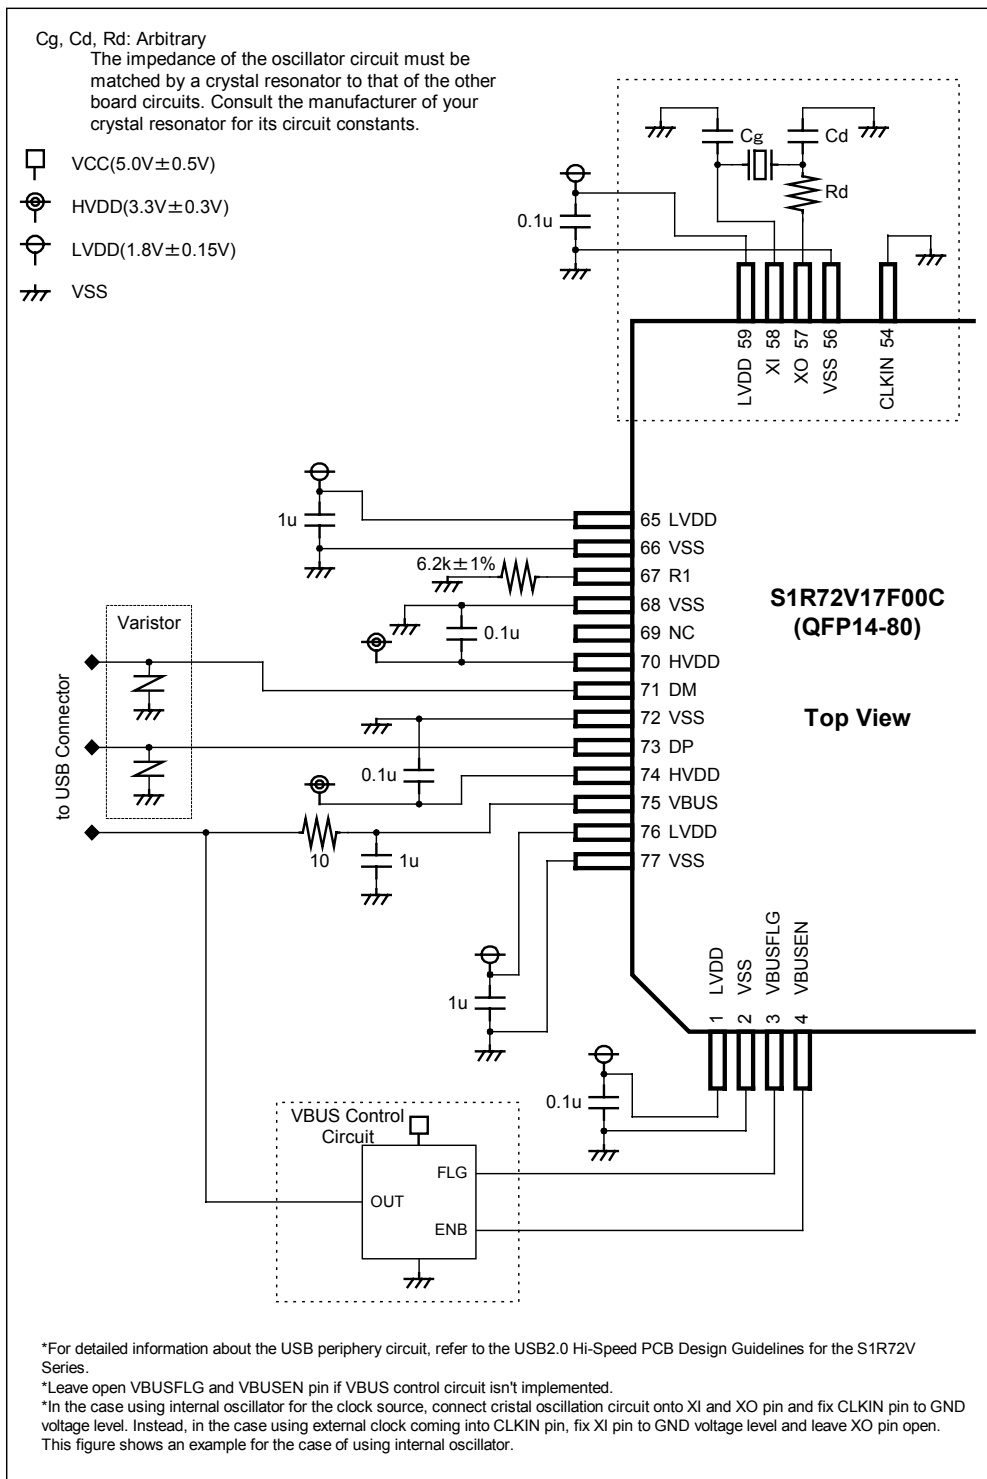 Cg, Cd, Rd: Arbitrary
The impedance of the oscillator circuit must be
matched by a crystal resonator to that of the other
board circuits. Consult the manufacturer of your
crystal resonator for its circuit constants.
VCC(5.0V±0.5V)
HVDD(3.3V±0.3V)
LVDD(1.8V±0.15V)
VSS
Cg
Cd
Rd
0.1u
LVDD 59
XI 58
XO 57
VSS 56
CLKIN 54
1u
65 LVDD
66 VSS
6.2k±1%
67 R1
68 VSS
0.1u
69 NC
70 HVDD
71 DM
72 VSS
73 DP
0.1u
74 HVDD
75 VBUS
76 LVDD
77 VSS
S1R72V17F00C
(QFP14-80)
Top View
Varistor
to USB Connector
10
1u
1u
1 LVDD
2 VSS
3 VBUSFLG
4 VBUSEN
0.1u
VBUS Control
Circuit
FLG
OUT
ENB
*For detailed information about the USB periphery circuit, refer to the USB2.0 Hi-Speed PCB Design Guidelines for the S1R72V
Series.
*Leave open VBUSFLG and VBUSEN pin if VBUS control circuit isn't implemented.
*In the case using internal oscillator for the clock source, connect cristal oscillation circuit onto XI and XO pin and fix CLKIN pin to GND
voltage level. Instead, in the case using external clock coming into CLKIN pin, fix XI pin to GND voltage level and leave XO pin open.
This figure shows an example for the case of using internal oscillator.